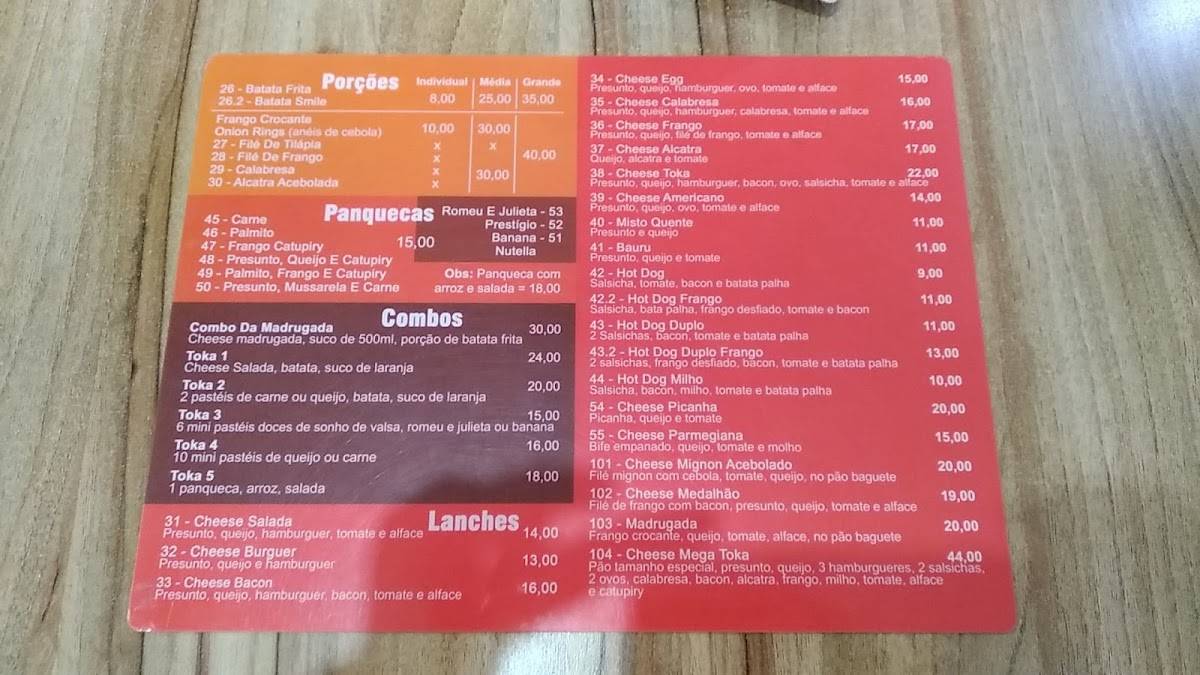 Porções Individual Média Grande
26 - Batata Frita
26.2 - Batata Smile 8,00 25,00 35,00
Frango Crocante
Onion Rings (anéis de cebola) 10,00 30,00
27 - Filé De Tilápia x x
28 - Filé De Frango x 40,00
29 - Calabresa x 30,00
30 - Alcatra Acebolada x
Panquecas
45 - Carne
46 - Palmito
47 - Frango Catupiry 15,00
48 - Presunto, Queijo E Catupiry
49 - Palmito, Frango E Catupiry
50 - Presunto, Mussarela E Carne
Romeu E Julieta - 53
Prestígio - 52
Banana - 51
Nutella
Obs: Panqueca com
arroz e salada = 18,00
Combos
Combo Da Madrugada 30,00
Cheese madrugada, suco de 500ml, porção de batata frita
Toka 1 24,00
Cheese Salada, batata, suco de laranja
Toka 2 20,00
2 pastéis de carne ou queijo, batata, suco de laranja
Toka 3 15,00
6 mini pastéis doces de sonho de valsa, romeu e julieta ou banana
Toka 4 16,00
10 mini pastéis de queijo ou carne
Toka 5 18,00
1 panqueca, arroz, salada
Lanches
31 - Cheese Salada 14,00
Presunto, queijo, hamburguer, tomate e alface
32 - Cheese Burguer 13,00
Presunto, queijo e hamburguer
33 - Cheese Bacon 16,00
Presunto, queijo, hamburguer, bacon, tomate e alface
34 - Cheese Egg 15,00
Presunto, queijo, hamburguer, ovo, tomate e alface
35 - Cheese Calabresa 16,00
Presunto, queijo, hamburguer, calabresa, tomate e alface
36 - Cheese Frango 17,00
Presunto, queijo, filé de frango, tomate e alface
37 - Cheese Alcatra 17,00
Queijo, alcatra e tomate
38 - Cheese Toka 22,00
Presunto, queijo, hamburguer, bacon, ovo, salsicha, tomate e alface
39 - Cheese Americano 14,00
Presunto, queijo, ovo, tomate e alface
40 - Misto Quente 11,00
Presunto e queijo
41 - Bauru 11,00
Presunto, queijo e tomate
42 - Hot Dog 9,00
Salsicha, tomate, bacon e batata palha
42.2 - Hot Dog Frango 11,00
Salsicha, bata palha, frango desfiado, tomate e bacon
43 - Hot Dog Duplo 11,00
2 Salsichas, bacon, tomate e batata palha
43.2 - Hot Dog Duplo Frango 13,00
2 salsichas, frango desfiado, bacon, tomate e batata palha
44 - Hot Dog Milho 10,00
Salsicha, bacon, milho, tomate e batata palha
54 - Cheese Picanha 20,00
Picanha, queijo e tomate
55 - Cheese Parmegiana 15,00
Bife empanado, queijo, tomate e molho
101 - Cheese Mignon Acebolado 20,00
Filé mignon com cebola, tomate, queijo, no pão baguete
102 - Cheese Medalhão 19,00
Filé de frango com bacon, presunto, queijo, tomate e alface
103 - Madrugada 20,00
Frango crocante, queijo, tomate, alface, no pão baguete
104 - Cheese Mega Toka 44,00
Pão tamanho especial, presunto, queijo, 3 hamburgueres, 2 salsichas,
2 ovos, calabresa, bacon, alcatra, frango, milho, tomate, alface
e catupiry